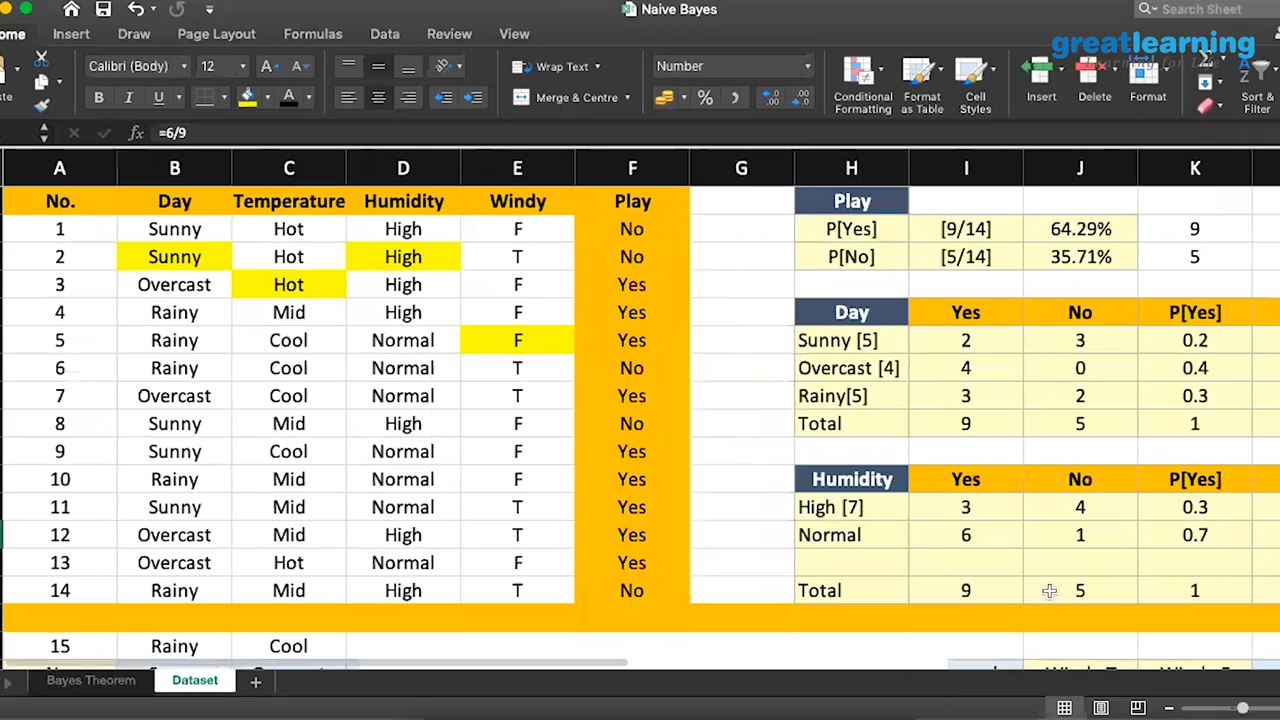 Naive Bayes
Search Sheet
ome Insert Draw Page Layout Formulas Data Review View
greatlearning
Learning for Life
Calibri (Body) 12 A A Wrap Text Number
B I U A Merge & Centre % Conditional Formatting Format as Table Cell Styles Insert Delete Format Sort & Filter
fx =6/9
A B C D E F G H I J K
No. Day Temperature Humidity Windy Play Play
1 Sunny Hot High F No P[Yes] [9/14] 64.29% 9
2 Sunny Hot High T No P[No] [5/14] 35.71% 5
3 Overcast Hot High F Yes
4 Rainy Mid High F Yes Day Yes No P[Yes]
5 Rainy Cool Normal F Yes Sunny [5] 2 3 0.2
6 Rainy Cool Normal T No Overcast [4] 4 0 0.4
7 Overcast Cool Normal T Yes Rainy[5] 3 2 0.3
8 Sunny Mid High F No Total 9 5 1
9 Sunny Cool Normal F Yes
10 Rainy Mid Normal F Yes Humidity Yes No P[Yes]
11 Sunny Mid Normal T Yes High [7] 3 4 0.3
12 Overcast Mid High T Yes Normal 6 1 0.7
13 Overcast Hot Normal F Yes
14 Rainy Mid High T No Total 9 5 1
15 Rainy Cool
Bayes Theorem Dataset +